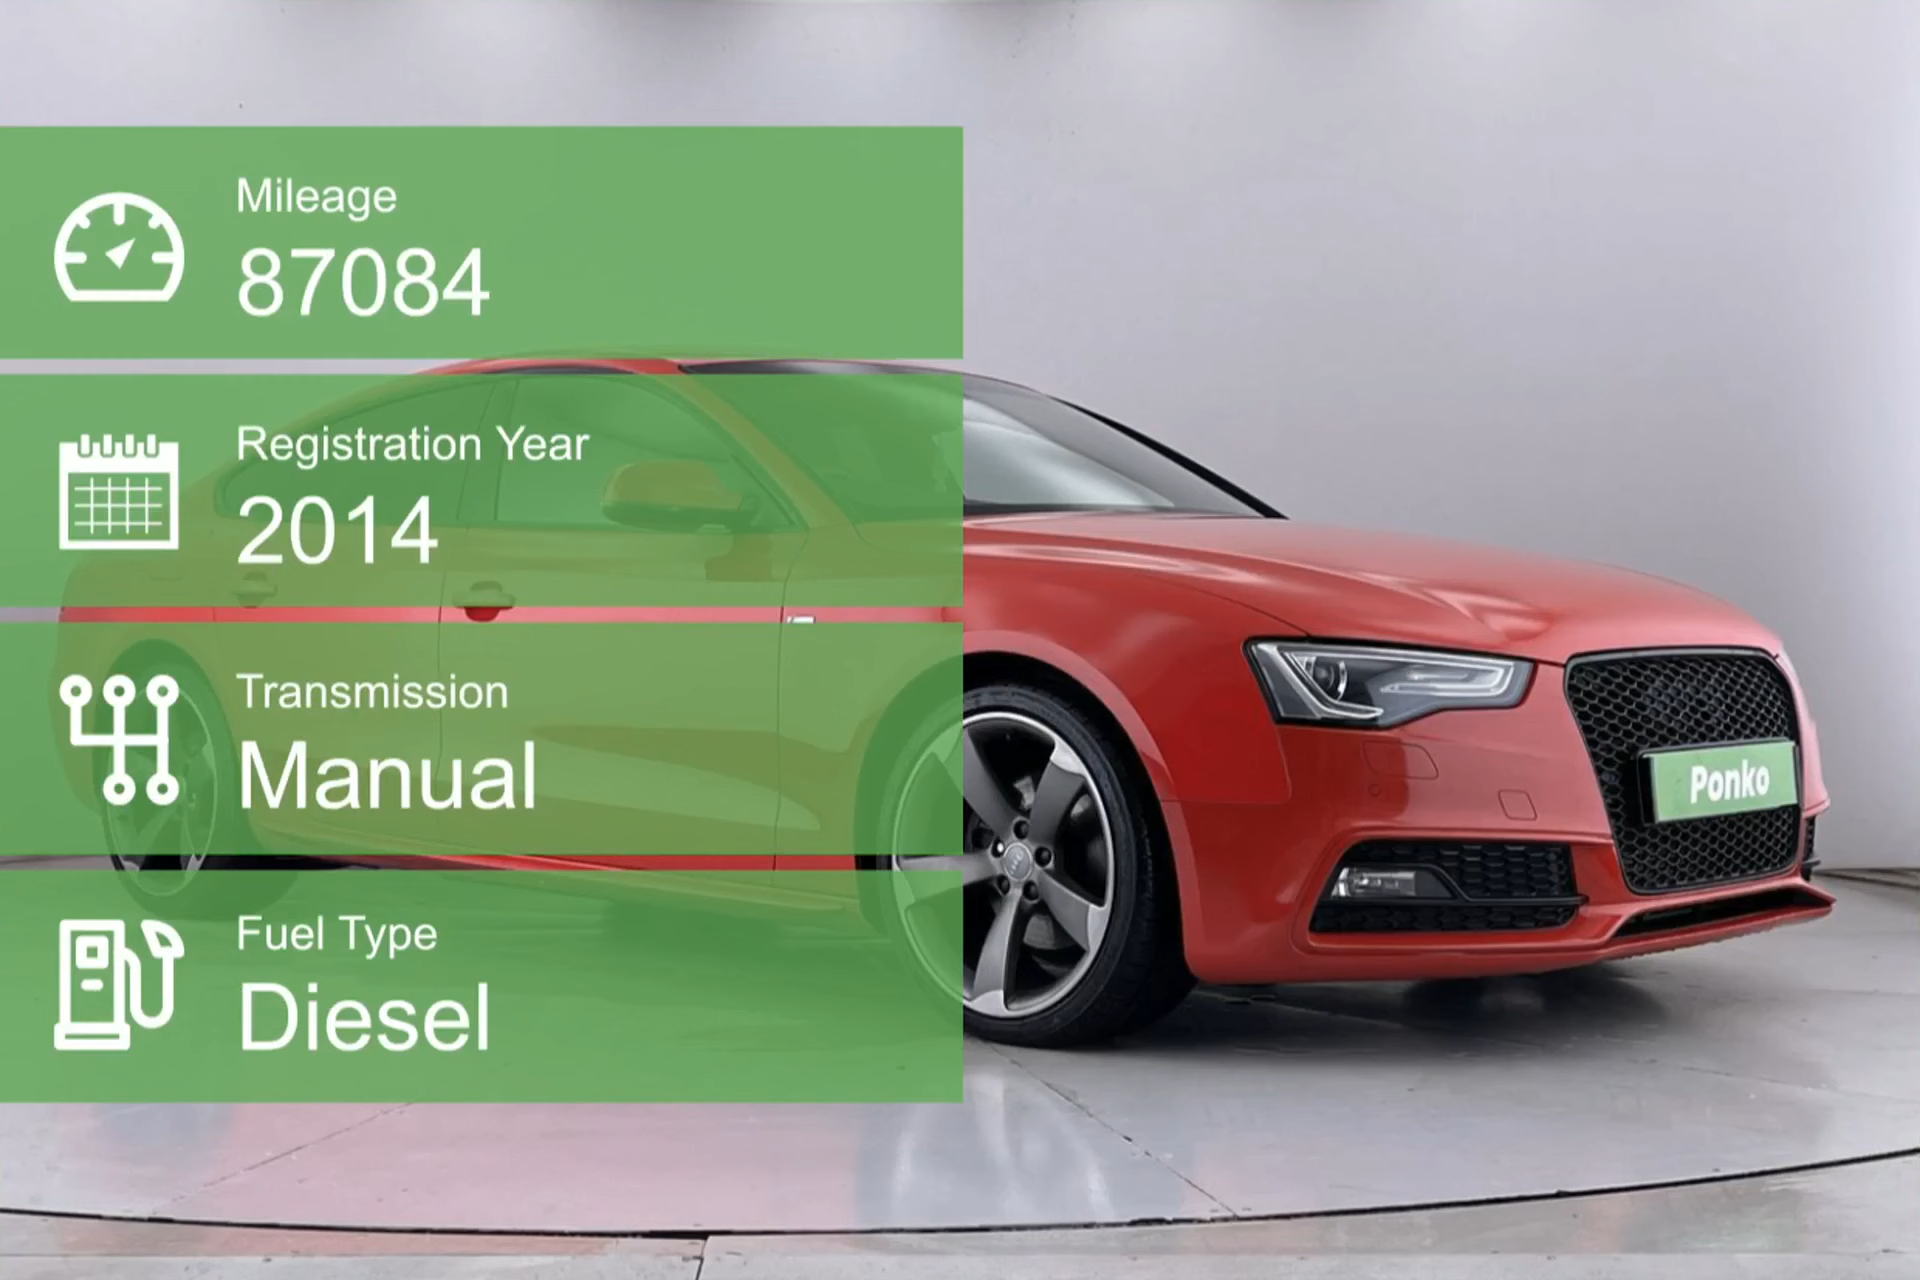 Mileage
87084
Registration Year
2014
Transmission
Manual
Fuel Type
Diesel
Ponko